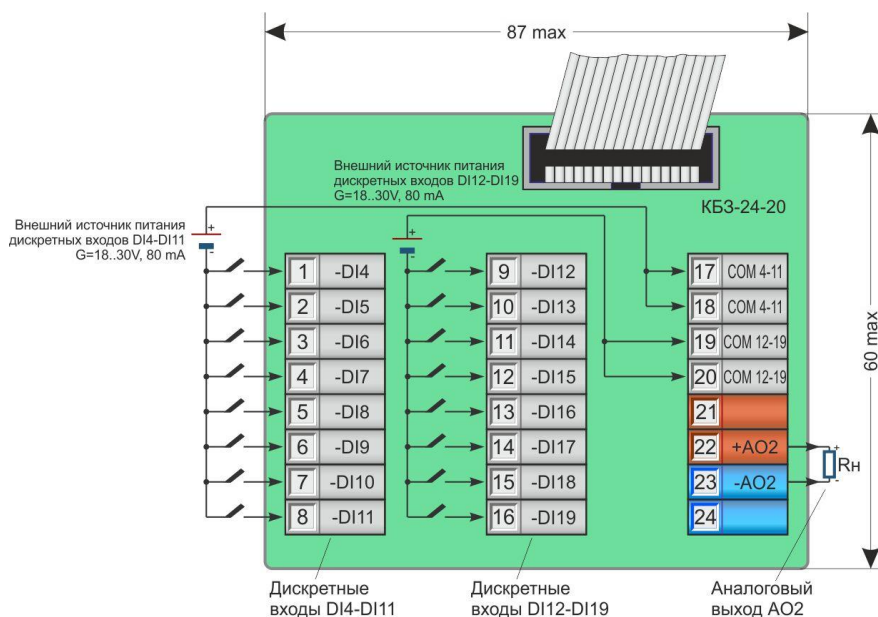 87 max
Внешний источник питания
дискретных входов DI12-DI19
G=18..30V, 80 mA
КБЗ-24-20
Внешний источник питания
дискретных входов DI4-DI11
G=18..30V, 80 mA
+
-
+
-
1 -DI4
2 -DI5
3 -DI6
4 -DI7
5 -DI8
6 -DI9
7 -DI10
8 -DI11
9 -DI12
10 -DI13
11 -DI14
12 -DI15
13 -DI16
14 -DI17
15 -DI18
16 -DI19
17 COM 4-11
18 COM 4-11
19 COM 12-19
20 COM 12-19
21
22 +AO2
23 -AO2
24
+
Rн
-
60 max
Дискретные
входы DI4-DI11
Дискретные
входы DI12-DI19
Аналоговый
выход AO2